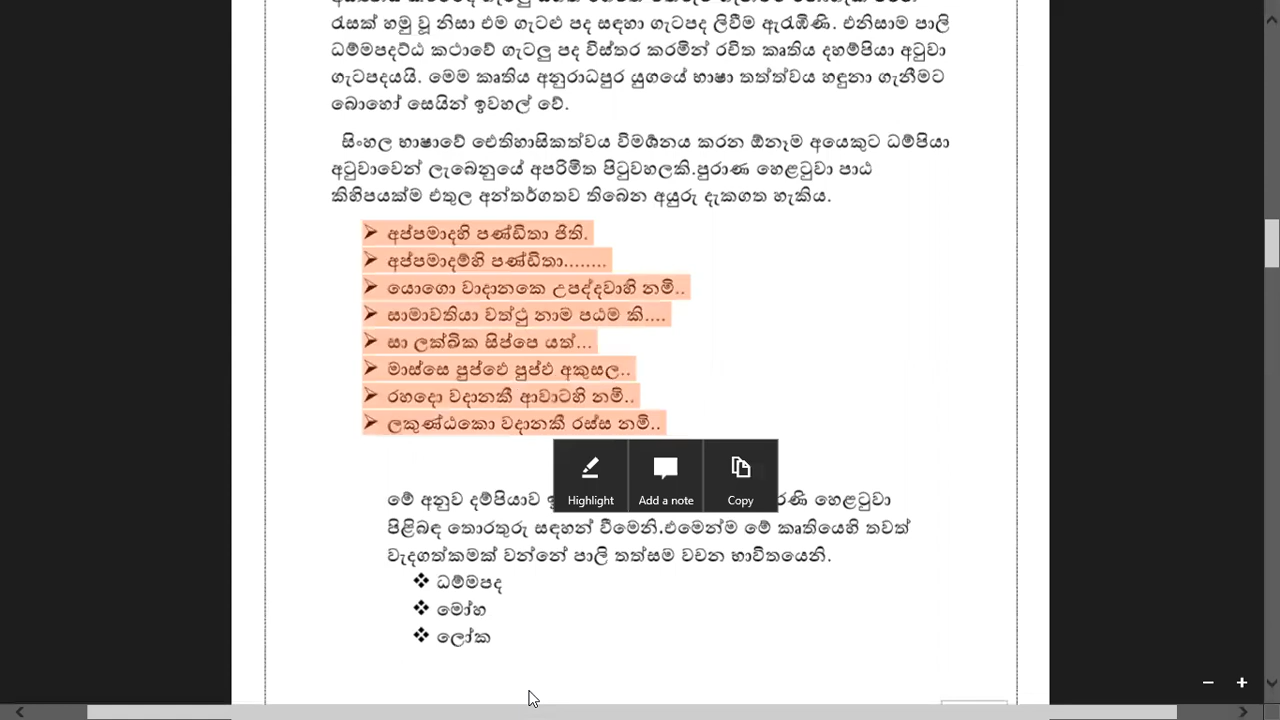 රැසක් හමු වූ නිසා එම ගැටළු පද සඳහා ගැටපද ලිවීම ඇරඹිණි. එනිසාම පාලි
ධම්මපදට්ඨ කථාවේ ගැටලු පද විස්තර කරමින් රචිත කෘතිය දහම්පියා අටුවා
ගැටපදයයි. මෙම කෘතිය අනුරාධපුර යුගයේ භාෂා තත්ත්වය හඳුනා ගැනීමට
බොහෝ සෙයින් ඉවහල් වේ.
සිංහල භාෂාවේ ඓතිහාසිකත්වය විමර්ශනය කරන ඕනෑම අයෙකුට ධම්පියා
අටුවාවෙන් ලැබෙනුයේ අපරිමිත පිටුවහලකි.පුරාණ හෙළටුවා පාඨ
කිහිපයක්ම එතුල අන්තර්ගතව තිබෙන අයුරු දැකගත හැකිය.
➢ අප්පමාදහි පණ්ඩිතා ජිති.
➢ අප්පමාදම්හි පණ්ඩිතා........
➢ යොගො වාදානකෙ උපද්දවාහි නමි..
➢ සාමාවතියා වත්ථු නාම පඨම කි....
➢ සා ලක්ඛික සිප්පෙ යත්...
➢ මාස්සෙ පුප්ඵෙ පුප්ඵ අකුසල..
➢ රහදො වදානකී ආවාටහි නමි..
➢ ලකුණ්ඨකො වදානකී රස්ස නමි..
Highlight Add a note Copy
මේ අනුව දම්පියාව රණි හෙළටුවා
පිළිබඳ තොරතුරු සඳහන් වීමෙනි.එමෙන්ම මේ කෘතියෙහි තවත්
වැදගත්කමක් වන්නේ පාලි තත්සම වචන භාවිතයෙනි.
❖ ධම්මපද
❖ මෝහ
❖ ලෝක